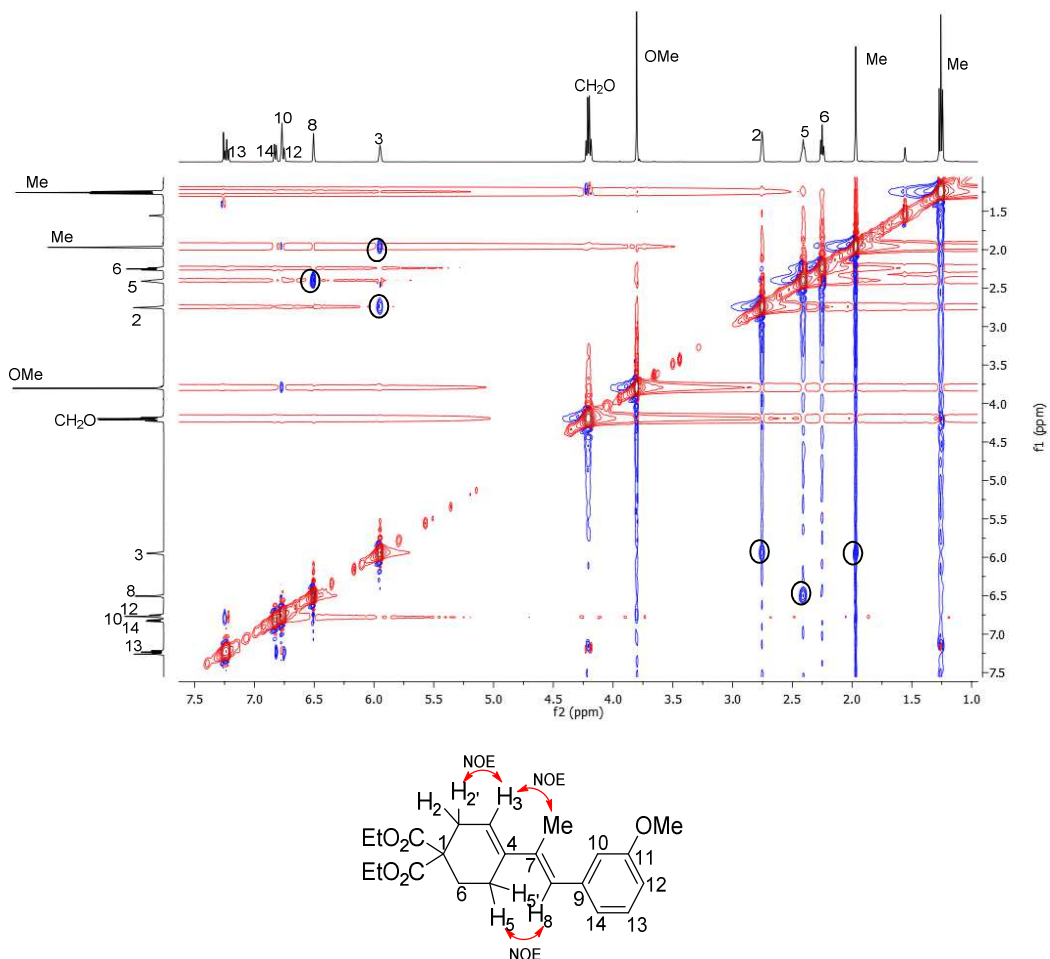 OMe
Me
Me
CH2O
10
8
6
13
14
12
3
2
5
Me
Me
6
5
2
OMe
CH2O
3
8
12
10
14
13
1.5
2.0
2.5
3.0
3.5
4.0
4.5
5.0
5.5
6.0
6.5
7.0
7.5
f1 (ppm)
7.5 7.0 6.5 6.0 5.5 5.0 4.5 4.0 3.5 3.0 2.5 2.0 1.5 1.0
f2 (ppm)
NOE
NOE
H2 H2' H3
Me OMe
EtO2C 1 4 7 10 11
EtO2C 6 9 12
H5' 14 13
H5 H8
NOE